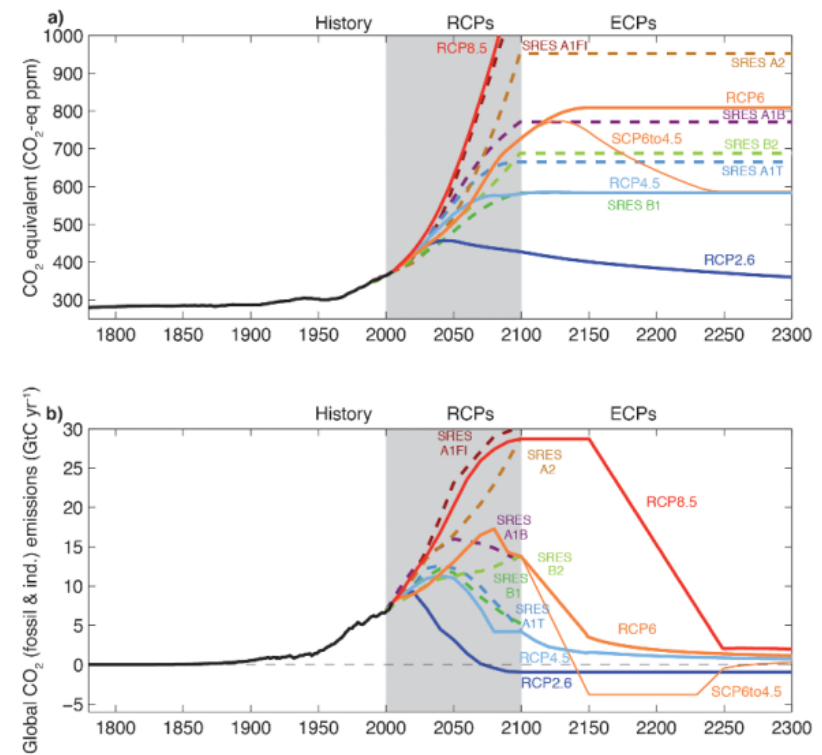 a)
History
RCPs
ECPs
CO₂ equivalent (CO₂-eq ppm)
1000
900
800
700
600
500
400
300
RCP8.5
SRES A1FI
SRES A2
RCP6
SRES A1B
SCP6to4.5
SRES B2
SRES A1T
RCP4.5
SRES B1
RCP2.6
1800
1850
1900
1950
2000
2050
2100
2150
2200
2250
2300
b)
History
RCPs
ECPs
Global CO₂ (fossil & ind.) emissions (GtC yr⁻¹)
30
25
20
15
10
5
0
−5
SRES
A1FI
SRES
A2
RCP8.5
SRES
A1B
SRES
B2
SRES
B1
SRES
A1T
RCP6
RCP4.5
RCP2.6
SCP6to4.5
1800
1850
1900
1950
2000
2050
2100
2150
2200
2250
2300